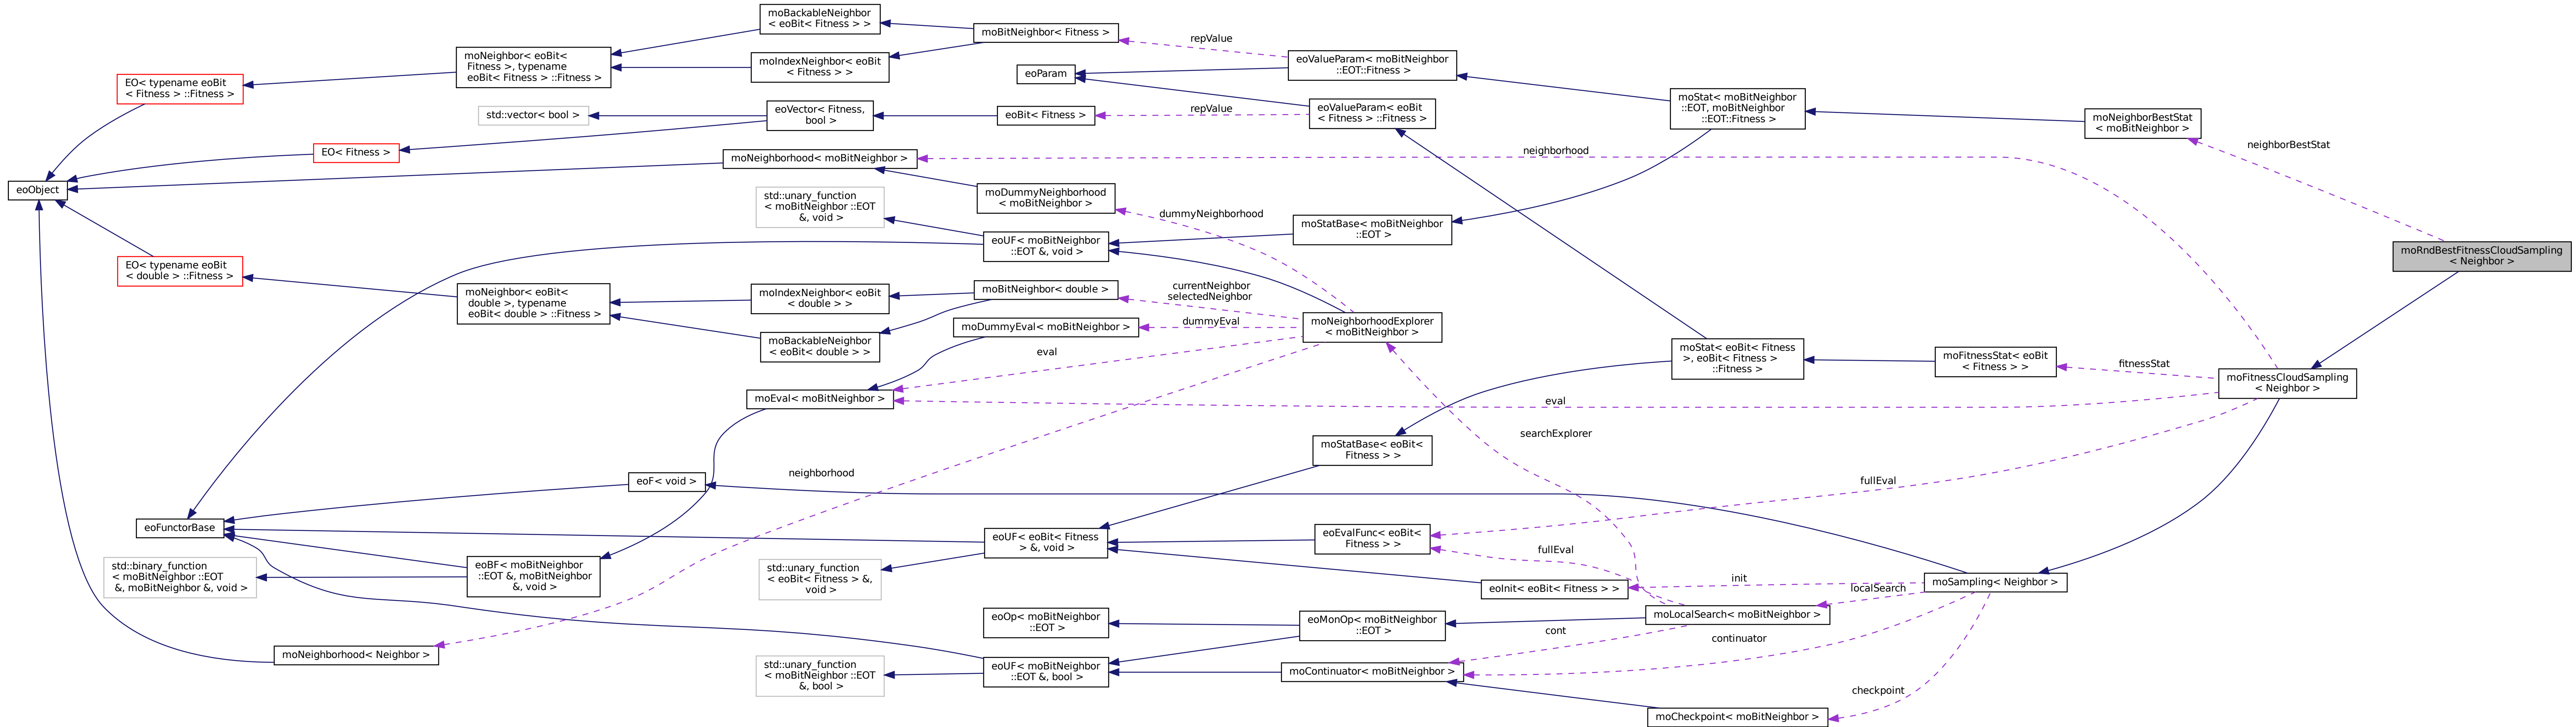 moBackableNeighbor
< eoBit< Fitness > >
moBitNeighbor< Fitness >
repValue
moNeighbor< eoBit<
Fitness >, typename
eoBit< Fitness > ::Fitness >
moIndexNeighbor< eoBit
< Fitness > >
eoParam
eoValueParam< moBitNeighbor
::EOT::Fitness >
EO< typename eoBit
< Fitness > ::Fitness >
std::vector< bool >
eoVector< Fitness,
bool >
eoBit< Fitness >
repValue
eoValueParam< eoBit
< Fitness > ::Fitness >
moStat< moBitNeighbor
::EOT, moBitNeighbor
::EOT::Fitness >
moNeighborBestStat
< moBitNeighbor >
neighborBestStat
EO< Fitness >
moNeighborhood< moBitNeighbor >
neighborhood
eoObject
std::unary_function
< moBitNeighbor ::EOT
&, void >
moDummyNeighborhood
< moBitNeighbor >
dummyNeighborhood
moStatBase< moBitNeighbor
::EOT >
eoUF< moBitNeighbor
::EOT &, void >
moRndBestFitnessCloudSampling
< Neighbor >
EO< typename eoBit
< double > ::Fitness >
moNeighbor< eoBit<
double >, typename
eoBit< double > ::Fitness >
moIndexNeighbor< eoBit
< double > >
moBitNeighbor< double >
currentNeighbor
selectedNeighbor
moDummyEval< moBitNeighbor >
dummyEval
moNeighborhoodExplorer
< moBitNeighbor >
moBackableNeighbor
< eoBit< double > >
eval
moStat< eoBit< Fitness
>, eoBit< Fitness >
::Fitness >
moFitnessStat< eoBit
< Fitness > >
fitnessStat
moFitnessCloudSampling
< Neighbor >
moEval< moBitNeighbor >
eval
searchExplorer
moStatBase< eoBit<
Fitness > >
neighborhood
eoF< void >
fullEval
eoFunctorBase
eoUF< eoBit< Fitness
> &, void >
eoEvalFunc< eoBit<
Fitness > >
fullEval
std::binary_function
< moBitNeighbor ::EOT
&, moBitNeighbor &, void >
eoBF< moBitNeighbor
::EOT &, moBitNeighbor
&, void >
std::unary_function
< eoBit< Fitness > &,
void >
eoInit< eoBit< Fitness > >
init
moSampling< Neighbor >
localSearch
eoOp< moBitNeighbor
::EOT >
eoMonOp< moBitNeighbor
::EOT >
moLocalSearch< moBitNeighbor >
cont
continuator
moNeighborhood< Neighbor >
std::unary_function
< moBitNeighbor ::EOT
&, bool >
eoUF< moBitNeighbor
::EOT &, bool >
moContinuator< moBitNeighbor >
checkpoint
moCheckpoint< moBitNeighbor >